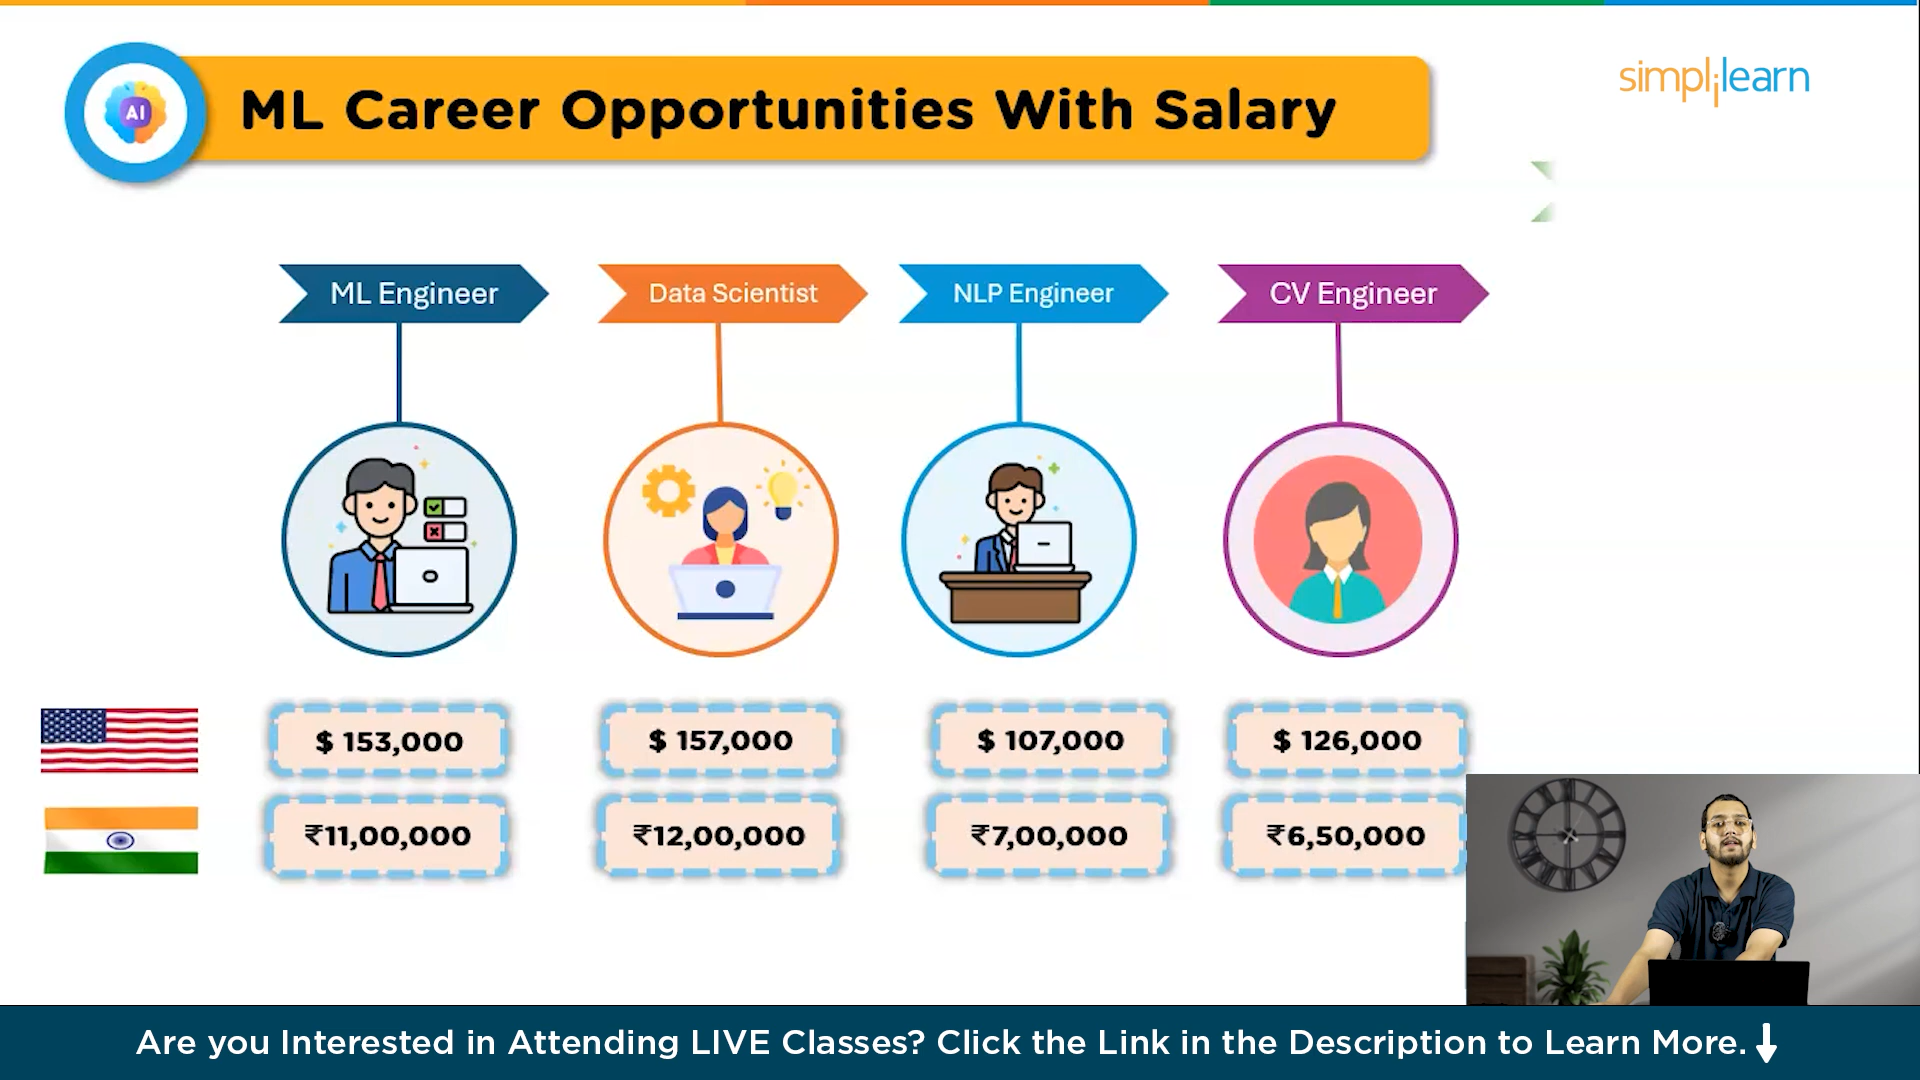 AI
ML Career Opportunities With Salary
simplilearn
ML Engineer
Data Scientist
NLP Engineer
CV Engineer
$ 153,000
$ 157,000
$ 107,000
$ 126,000
₹11,00,000
₹12,00,000
₹7,00,000
₹6,50,000
Are you Interested in Attending LIVE Classes? Click the Link in the Description to Learn More.